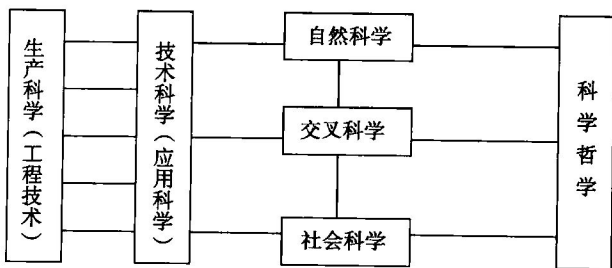 生产科学（工程技术）
技术科学（应用科学）
自然科学
交叉科学
社会科学
科学哲学